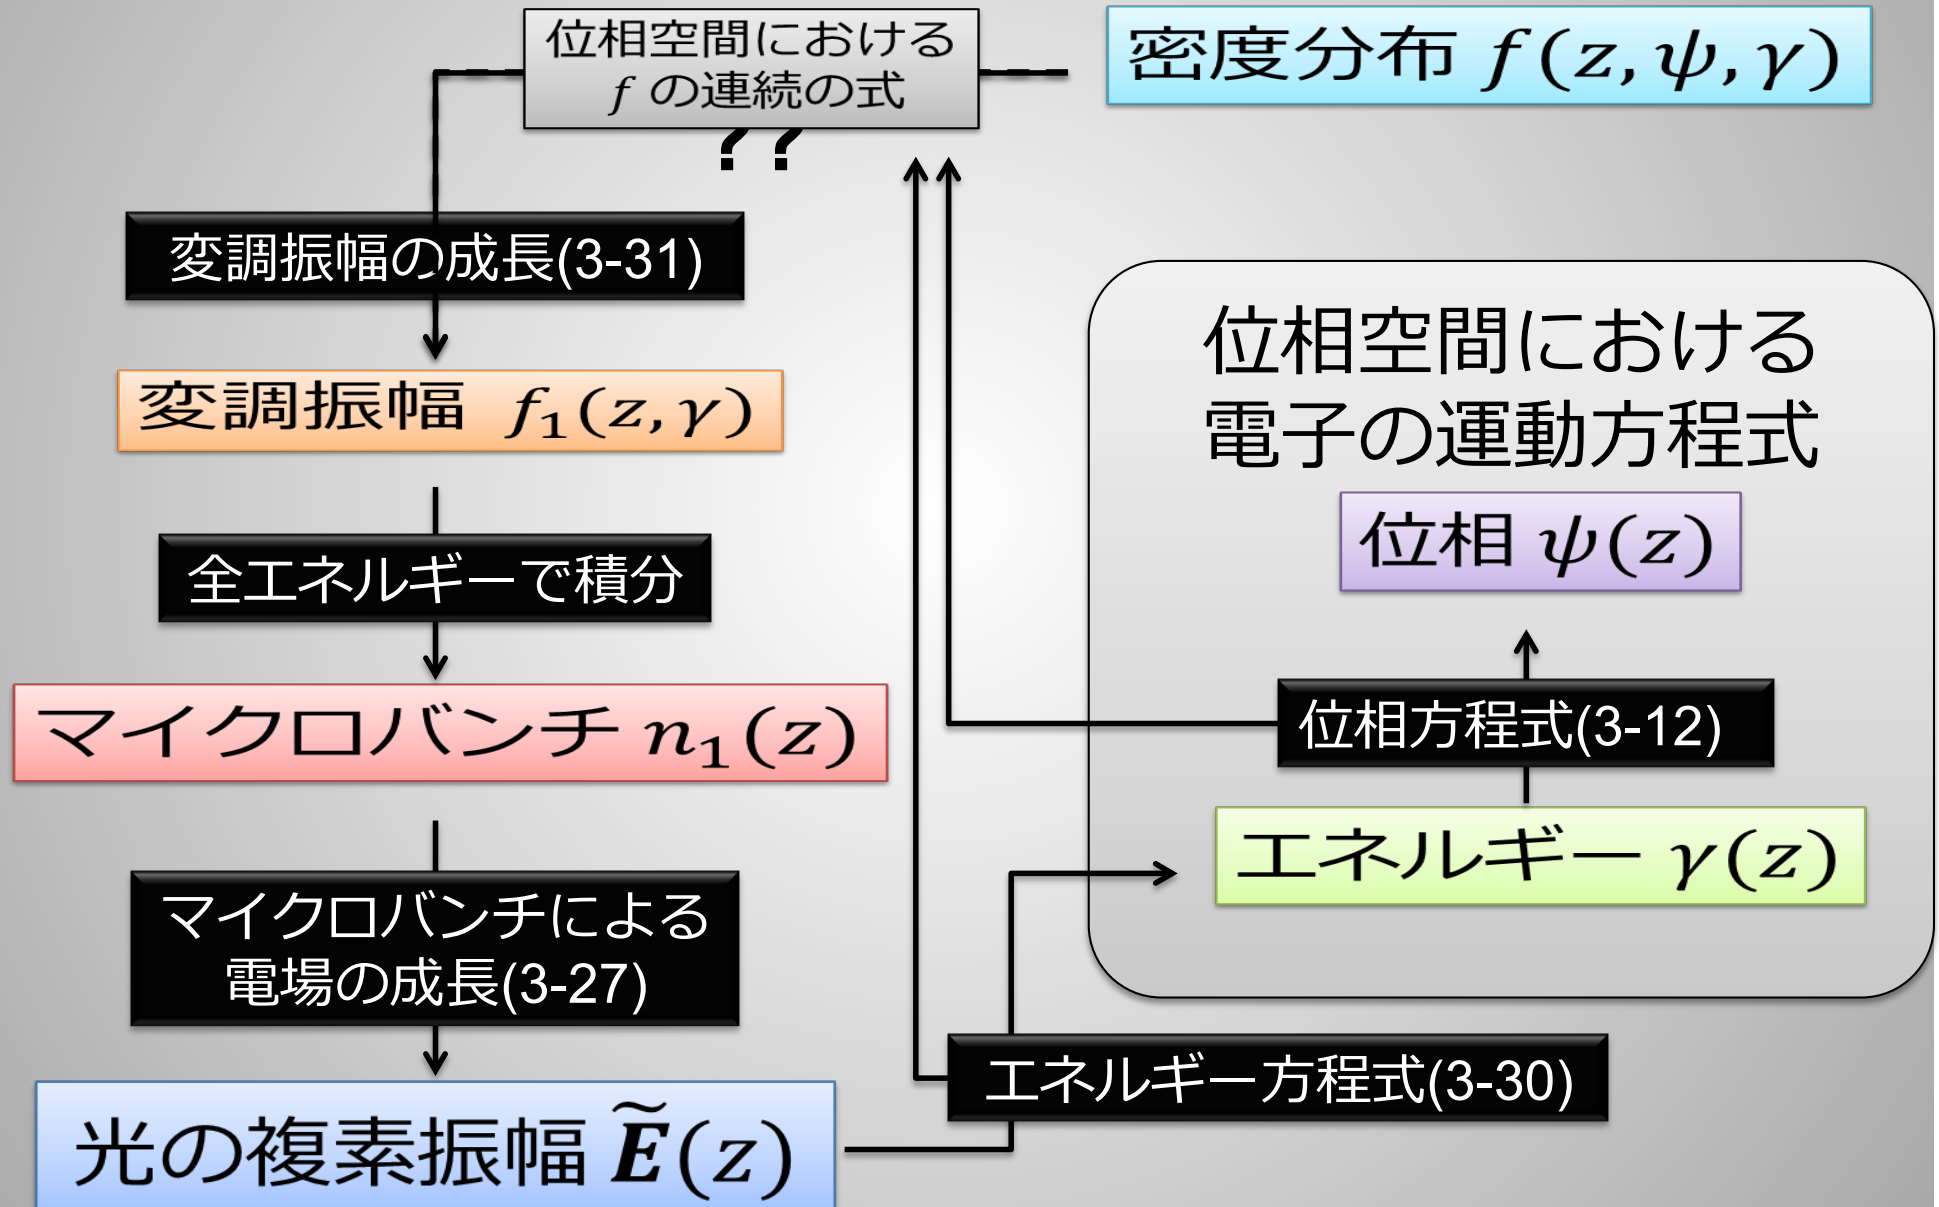 位相空間における
f の連続の式
??
密度分布 f(z, ψ, γ)
変調振幅の成長(3-31)
変調振幅 f₁(z, γ)
全エネルギーで積分
マイクロバンチ n₁(z)
マイクロバンチによる
電場の成長(3-27)
光の複素振幅 Ẽ(z)
位相空間における
電子の運動方程式
位相 ψ(z)
位相方程式(3-12)
エネルギー γ(z)
エネルギー方程式(3-30)